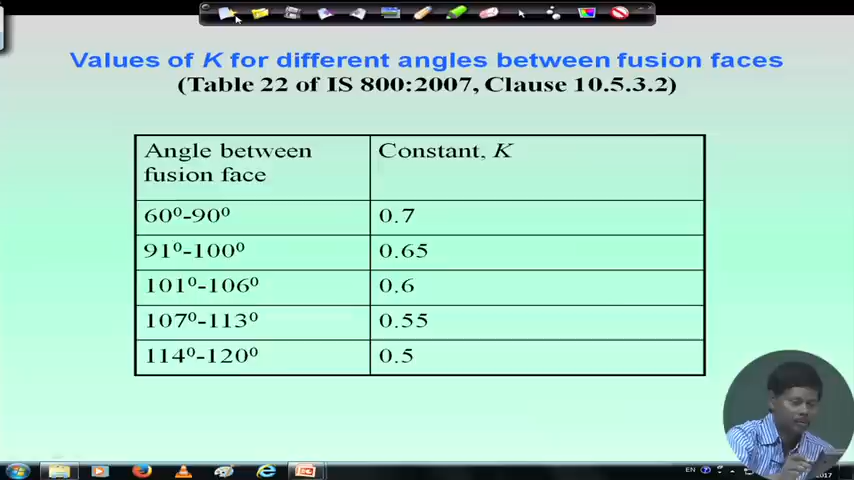 Values of K for different angles between fusion faces
(Table 22 of IS 800:2007, Clause 10.5.3.2)
Angle between
fusion face
Constant, K
60⁰-90⁰
0.7
91⁰-100⁰
0.65
101⁰-106⁰
0.6
107⁰-113⁰
0.55
114⁰-120⁰
0.5
EN
2017